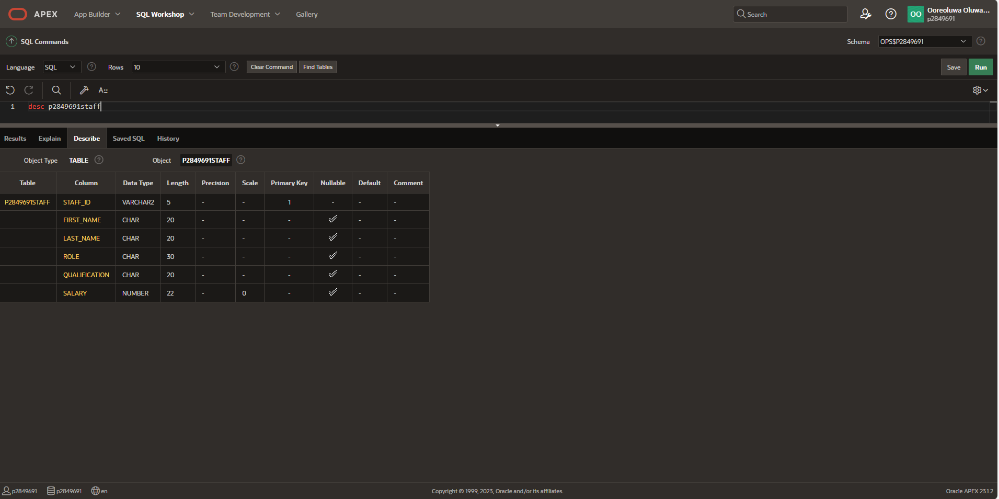 APEX App Builder SQL Workshop Team Development Gallery Search OO Ooreoluwa Oluwa...
p2849691
SQL Commands Schema OPS$P2849691
Language SQL Rows 10 Clear Command Find Tables Save Run
A::
1 desc p2849691staff
Results Explain Describe Saved SQL History
Object Type TABLE Object P2849691STAFF
Table Column Data Type Length Precision Scale Primary Key Nullable Default Comment
P2849691STAFF STAFF_ID VARCHAR2 5 - - 1 - - -
FIRST_NAME CHAR 20 - - - - -
LAST_NAME CHAR 20 - - - - -
ROLE CHAR 30 - - - - -
QUALIFICATION CHAR 20 - - - - -
SALARY NUMBER 22 - 0 - - -
p2849691 p2849691 en Copyright © 1999, 2023, Oracle and/or its affiliates. Oracle APEX 23.1.2